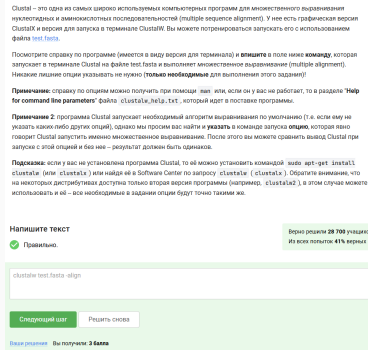 Clustal – это одна из самых широко используемых компьютерных программ для множественного выравнивания
нуклеотидных и аминокислотных последовательностей (multiple sequence alignment). У нее есть графическая версия
ClustalX и версия для запуска в терминале ClustalW. Вы можете потренироваться запускать его с использованием
файла test.fasta.
Посмотрите справку по программе (имеется в виду версия для терминала) и впишите в поле ниже команду, которая
запускает в терминале Clustal на файле test.fasta и выполняет множественное выравнивание (multiple alignment).
Никакие лишние опции указывать не нужно (только необходимые для выполнения этого задания)!
Примечание: справку по опциям можно получить при помощи man или, если он у вас не работает, то в разделе "Help
for command line parameters" файла clustalw_help.txt, который идет в поставке программы.
Примечание 2: программа Clustal запускает необходимый алгоритм выравнивания по умолчанию (т.е. если ему не
указать каких-либо других опций), однако мы просим вас найти и указать в команде запуска опцию, которая явно
говорит Clustal запустить именно множественное выравнивание. После этого вы можете сравнить вывод Clustal при
запуске с этой опцией и без нее – результат должен быть одинаков.
Подсказка: если у вас не установлена программа Clustal, то её можно установить командой sudo apt-get install
clustalw (или clustalx) или найдя её в Software Center по запросу clustalw (clustalx). Обратите внимание, что
на некоторых дистрибутивах доступна только вторая версия программы (например, clustalw2), в этом случае можете
использовать и её – все необходимые в задании опции будут точно такими же.
Напишите текст
Верно решили 28 700 учащихся
Из всех попыток 41% верных
Правильно.
clustalw test.fasta -align
Следующий шаг
Решить снова
Ваши решения Вы получили: 3 балла